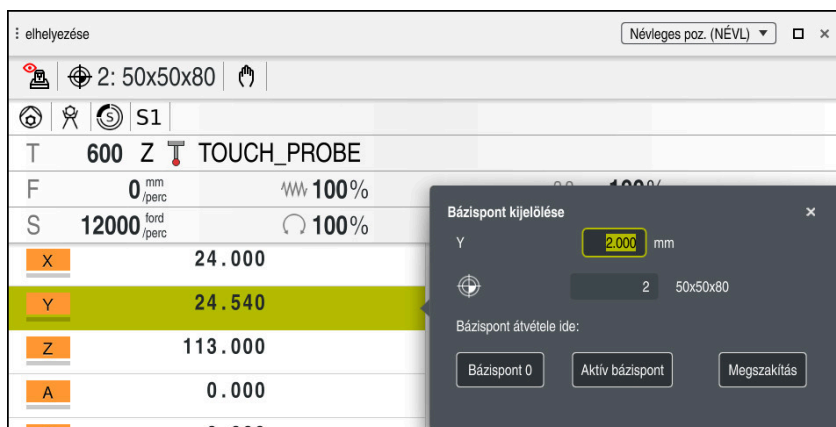 elhelyezése
Névleges poz. (NÉVL)
2: 50x50x80
S S1
T 600 Z TOUCH_PROBE
F 0 mm/perc 100%
S 12000 ford/perc 100%
X 24.000
Y 24.540
Z 113.000
A 0.000
Bázispont kijelölése
Y 2.000 mm
2 50x50x80
Bázispont átvétele ide:
Bázispont 0 Aktív bázispont Megszakítás